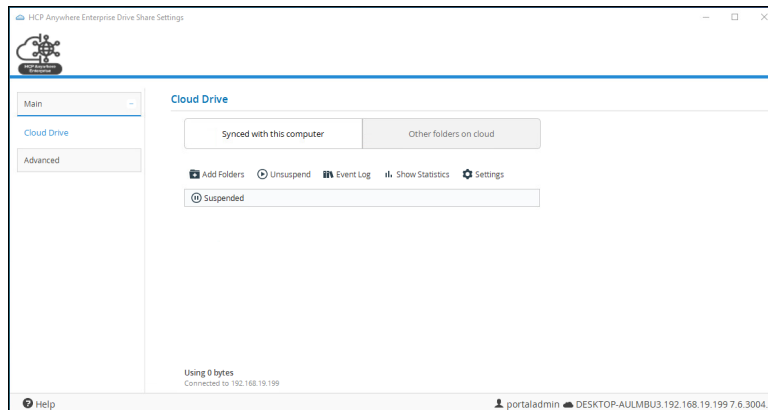 HCP Anywhere Enterprise Drive Share Settings
HCP Anywhere
Enterprise
Main
Cloud Drive
Advanced
Cloud Drive
Synced with this computer
Other folders on cloud
Add Folders Unsuspend Event Log Show Statistics Settings
Suspended
Using 0 bytes
Connected to 192.168.19.199
Help
portaladmin DESKTOP-AULMBU3.192.168.19.199 7.6.3004.